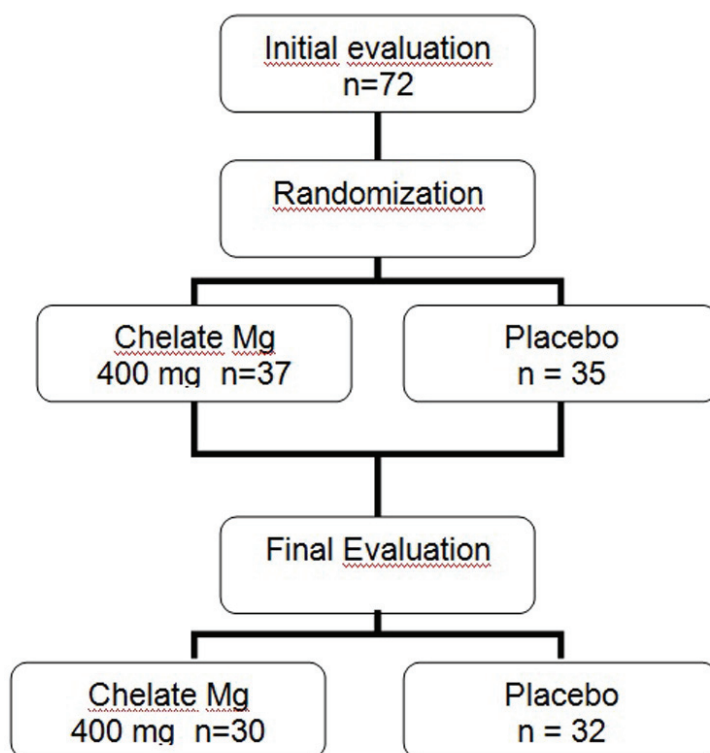 Initial evaluation
n=72
Randomization
Chelate Mg
400 mg n=37
Placebo
n = 35
Final Evaluation
Chelate Mg
400 mg n=30
Placebo
n = 32